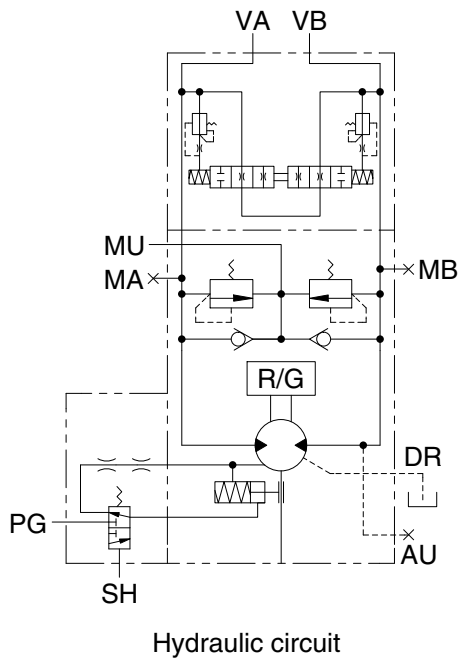 VA VB
MU
MA MB
R/G
DR
PG
AU
SH
Hydraulic circuit